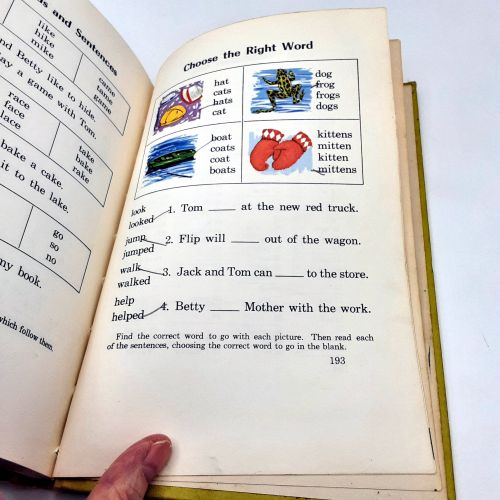 ds and Sentences
like
hike
mike
came
tame
game
nd Betty like to hide.
lay a game with Tom.
race
face
lace
take
bake
rake
bake a cake.
it to the lake.
go
so
no
my book.
which follow them.
Choose the Right Word
hat
cats
hats
cat
dog
frog
frogs
dogs
boat
coats
coat
boats
kittens
mitten
kitten
mittens
look
looked
1. Tom ____ at the new red truck.
jump
jumped
2. Flip will ____ out of the wagon.
walk
walked
3. Jack and Tom can ____ to the store.
help
helped
4. Betty ____ Mother with the work.
Find the correct word to go with each picture. Then read each
of the sentences, choosing the correct word to go in the blank.
193